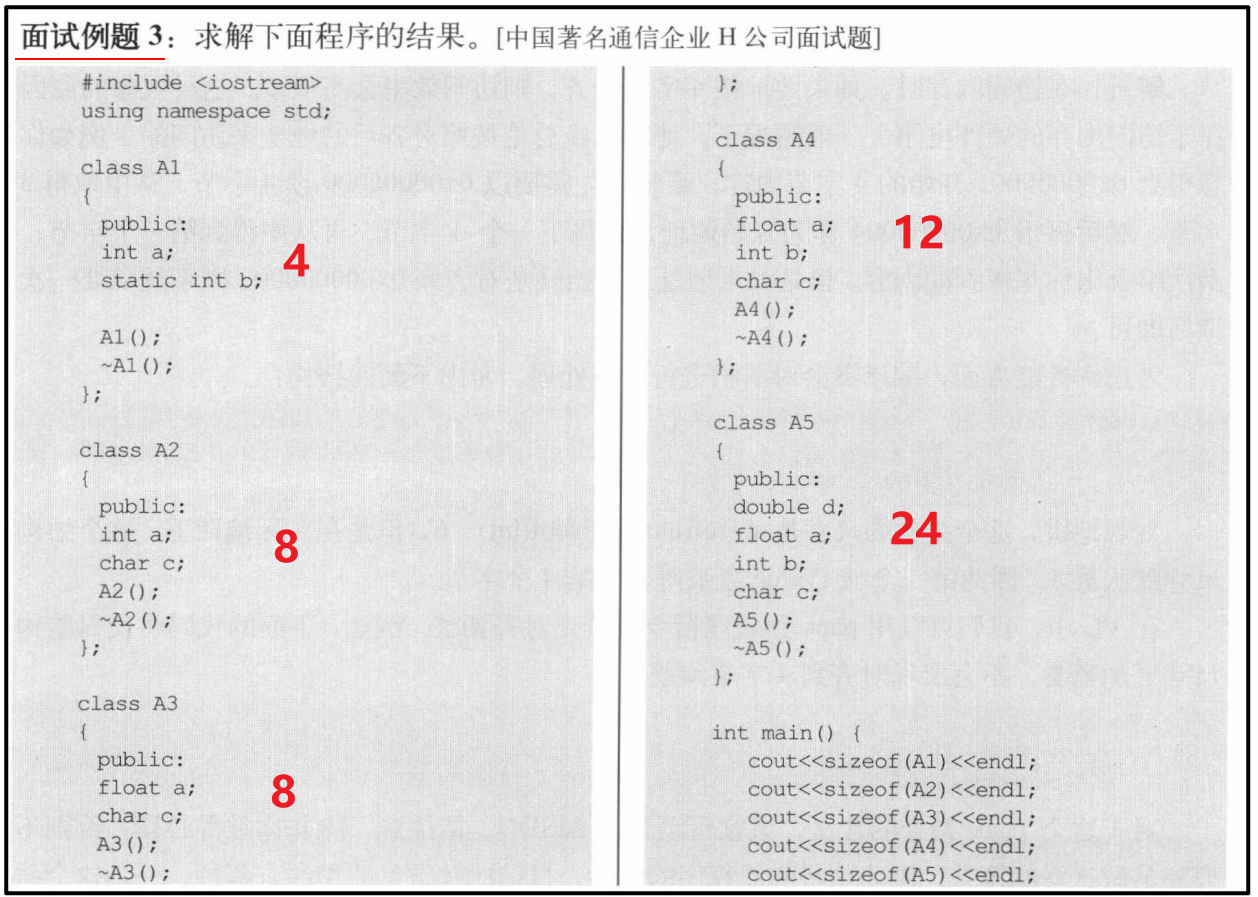 面试例题 3：求解下面程序的结果。[中国著名通信企业 H 公司面试题]
#include <iostream>
using namespace std;
class A1
{
public:
int a;
static int b;
4
A1();
~A1();
};
class A2
{
public:
int a;
char c;
8
A2();
~A2();
};
class A3
{
public:
float a;
char c;
8
A3();
~A3();
};
class A4
{
public:
float a;
12
int b;
char c;
A4();
~A4();
};
class A5
{
public:
double d;
24
float a;
int b;
char c;
A5();
~A5();
};
int main() {
cout<<sizeof(A1)<<endl;
cout<<sizeof(A2)<<endl;
cout<<sizeof(A3)<<endl;
cout<<sizeof(A4)<<endl;
cout<<sizeof(A5)<<endl;